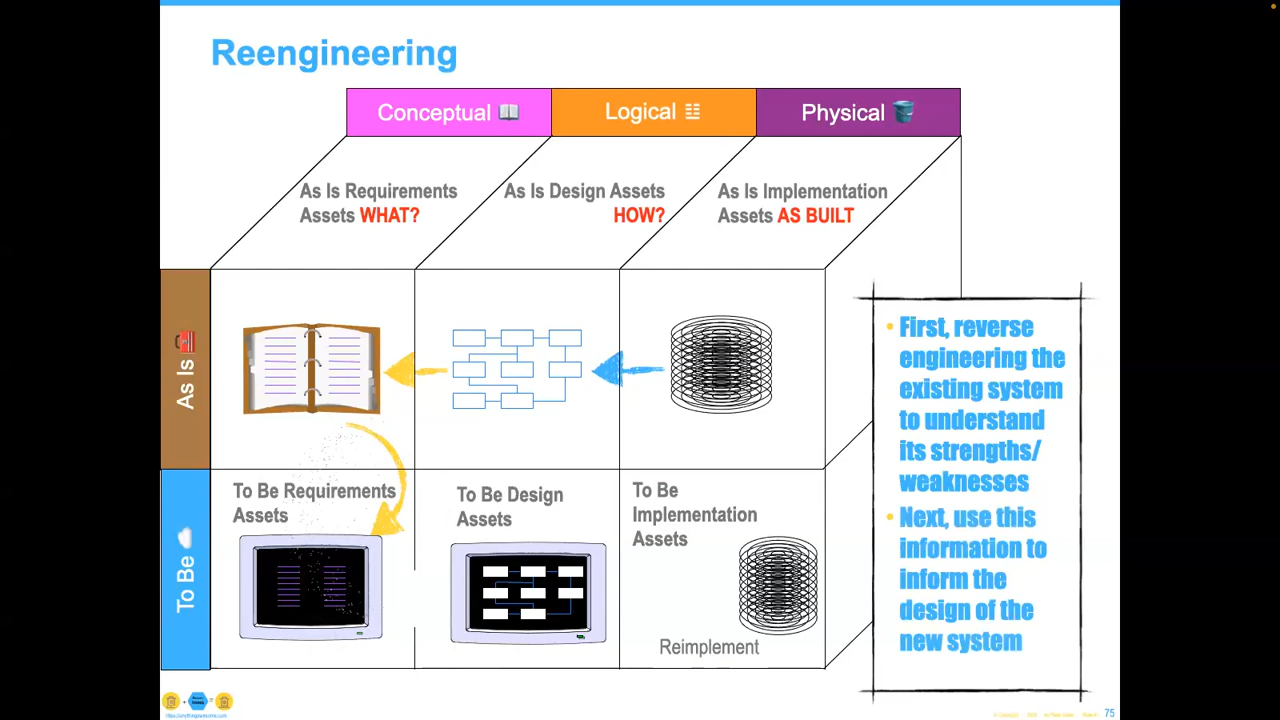 Reengineering
Conceptual
Logical
Physical
As Is Requirements
Assets WHAT?
As Is Design Assets
HOW?
As Is Implementation
Assets AS BUILT
As Is
To Be
To Be Requirements
Assets
To Be Design
Assets
To Be
Implementation
Assets
Reimplement
• First, reverse
engineering the
existing system
to understand
its strengths/
weaknesses
• Next, use this
information to
inform the
design of the
new system
https://anythingawesome.com
75